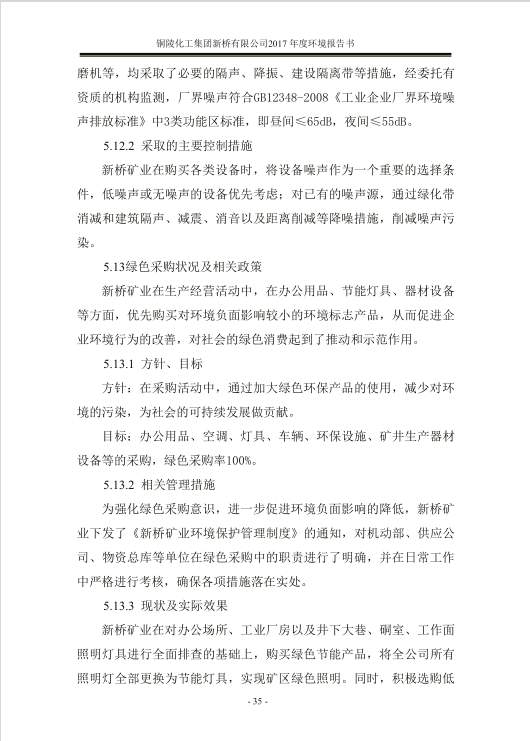 铜陵化工集团新桥有限公司2017 年度环境报告书
磨机等，均采取了必要的隔声、降振、建设隔离带等措施，经委托有
资质的机构监测，厂界噪声符合GB12348-2008《工业企业厂界环境噪
声排放标准》中3类功能区标准，即昼间≤65dB，夜间≤55dB。
5.12.2 采取的主要控制措施
新桥矿业在购买各类设备时，将设备噪声作为一个重要的选择条
件，低噪声或无噪声的设备优先考虑；对已有的噪声源，通过绿化带
消减和建筑隔声、减震、消音以及距离削减等降噪措施，削减噪声污
染。
5.13绿色采购状况及相关政策
新桥矿业在生产经营活动中，在办公用品、节能灯具、器材设备
等方面，优先购买对环境负面影响较小的环境标志产品，从而促进企
业环境行为的改善，对社会的绿色消费起到了推动和示范作用。
5.13.1 方针、目标
方针：在采购活动中，通过加大绿色环保产品的使用，减少对环
境的污染，为社会的可持续发展做贡献。
目标：办公用品、空调、灯具、车辆、环保设施、矿井生产器材
设备等的采购，绿色采购率100%。
5.13.2 相关管理措施
为强化绿色采购意识，进一步促进环境负面影响的降低，新桥矿
业下发了《新桥矿业环境保护管理制度》的通知，对机动部、供应公
司、物资总库等单位在绿色采购中的职责进行了明确，并在日常工作
中严格进行考核，确保各项措施落在实处。
5.13.3 现状及实际效果
新桥矿业在对办公场所、工业厂房以及井下大巷、硐室、工作面
照明灯具进行全面排查的基础上，购买绿色节能产品，将全公司所有
照明灯全部更换为节能灯具，实现矿区绿色照明。同时，积极选购低
- 35 -